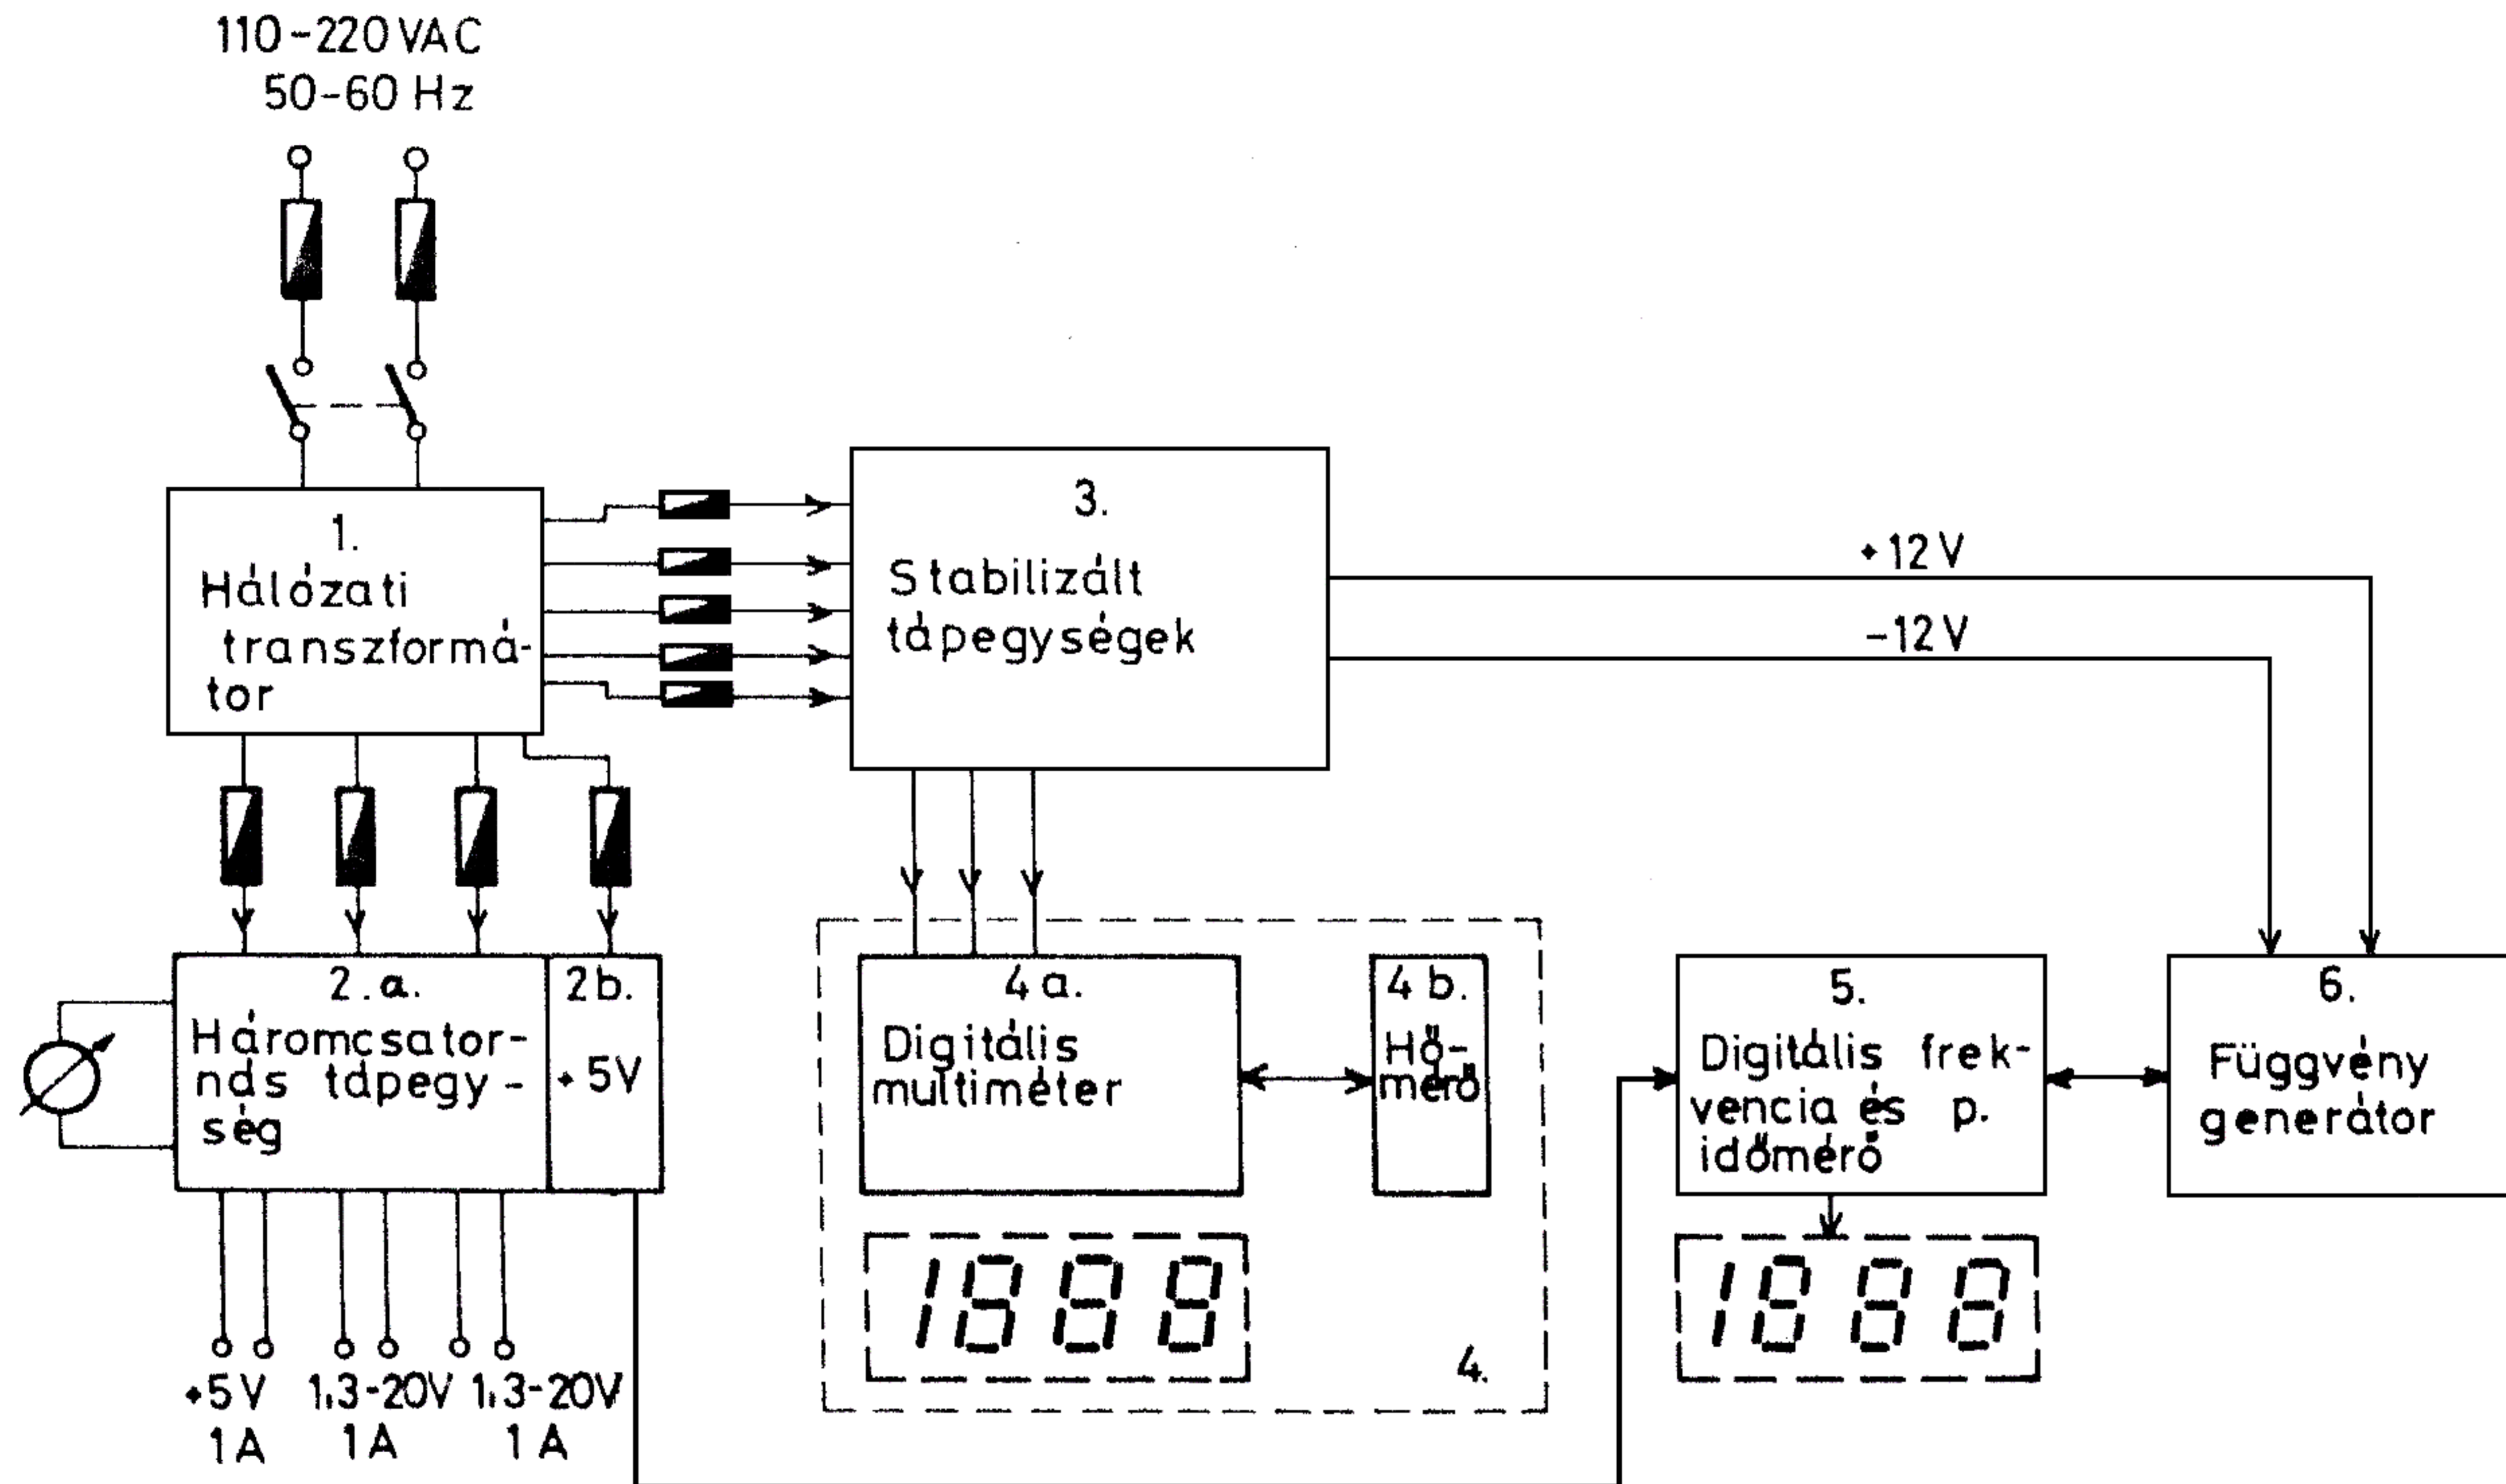 110-220 VAC
50-60 Hz
1.
Hálózati
transzformá-
tor
3.
Stabilizált
tápegységek
+12V
-12V
2.a.
Háromcsator-
nás tápegy-
ség
2b.
+5V
4a.
Digitális
multiméter
4b.
Hő-
mérő
5.
Digitális frek-
vencia és p.
időmérő
6.
Függvény
generátor
1888
4.
1888
+5V 1,3-20V 1,3-20V
1A 1A 1A